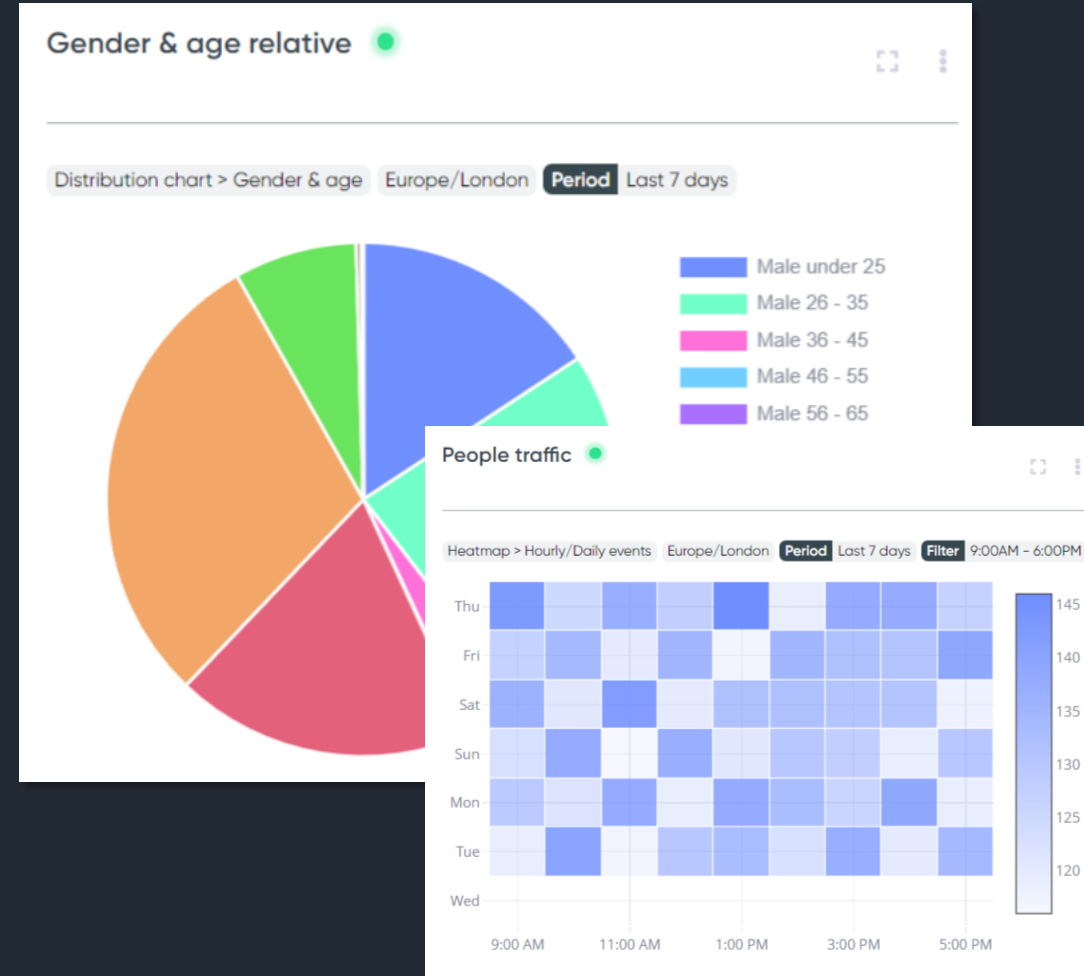 Gender & age relative
Distribution chart > Gender & age Europe/London Period Last 7 days
Male under 25
Male 26 - 35
Male 36 - 45
Male 46 - 55
Male 56 - 65
People traffic
Heatmap > Hourly/Daily events Europe/London Period Last 7 days Filter 9:00AM - 6:00PM
Thu
Fri
Sat
Sun
Mon
Tue
Wed
9:00 AM 11:00 AM 1:00 PM 3:00 PM 5:00 PM
145
140
135
130
125
120